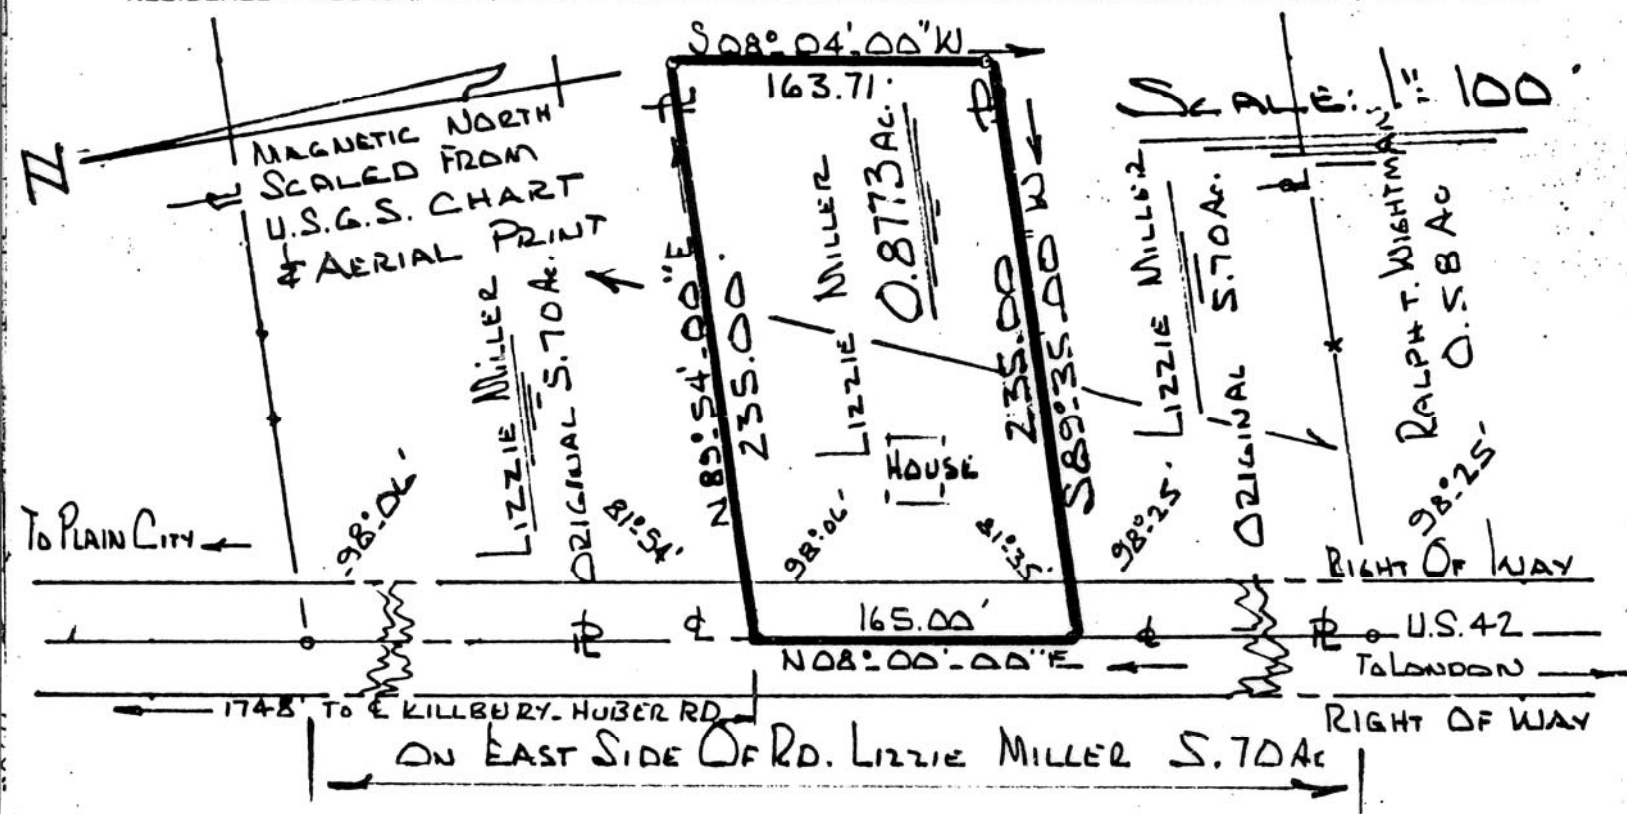 S08°-04'-00"W
163.71'
SCALE: 1" = 100'
N
MAGNETIC NORTH
SCALED FROM
U.S.G.S. CHART
& AERIAL PRINT
LIZZIE MILLER
ORIGINAL 5.70 Ac.
N89°-54'-00"E
235.00'
LIZZIE MILLER
0.8773 AC.
HOUSE
235.00'
S89°-35'-00"W
LIZZIE MILLER
ORIGINAL 5.70 Ac.
RALPH T. WIGHTMAN
0.58 AC
TO PLAIN CITY
98°-06'
81°-54'
98°-06'
81°-35'
98°-25'
98°-25'
RIGHT OF WAY
165.00'
U.S. 42
N08°-00'-00"E
TO LONDON
1748' TO ℄ KILLBURY-HUBER RD.
RIGHT OF WAY
ON EAST SIDE OF RD. LIZZIE MILLER 5.70 Ac